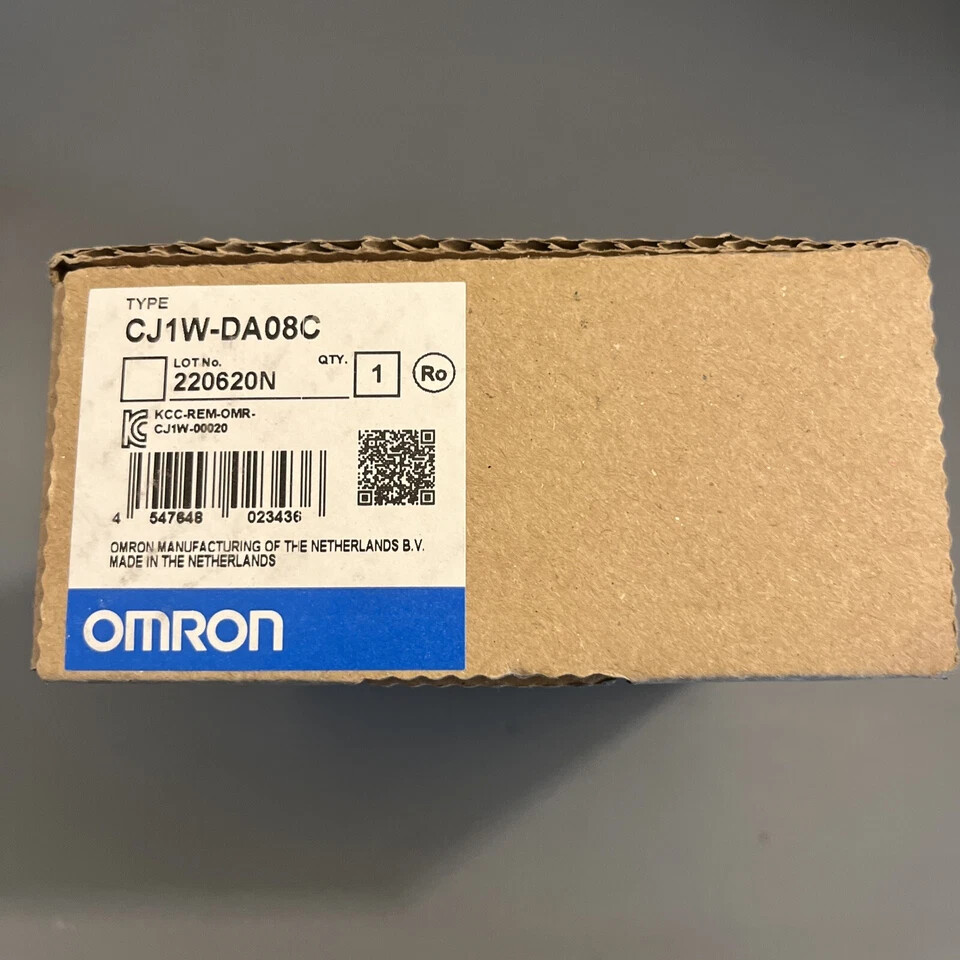 TYPE
CJ1W-DA08C
LOT No.
QTY.
220620N
1
Ro
KCC-REM-OMR-
CJ1W-00020
4 547648 023436
OMRON MANUFACTURING OF THE NETHERLANDS B.V.
MADE IN THE NETHERLANDS
OMRON